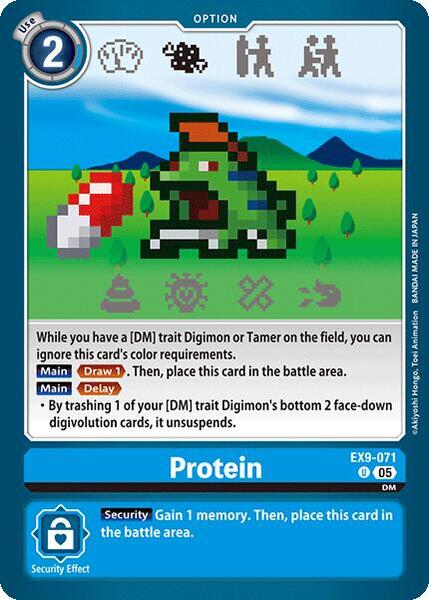 OPTION
Use
2
While you have a [DM] trait Digimon or Tamer on the field, you can
ignore this card's color requirements.
Main Draw 1. Then, place this card in the battle area.
Main Delay
• By trashing 1 of your [DM] trait Digimon's bottom 2 face-down
digivolution cards, it unsuspends.
©Akiyoshi Hongo, Toei Animation BANDAI MADE IN JAPAN
Protein
EX9-071
U 05
DM
Security Gain 1 memory. Then, place this card in
the battle area.
Security Effect